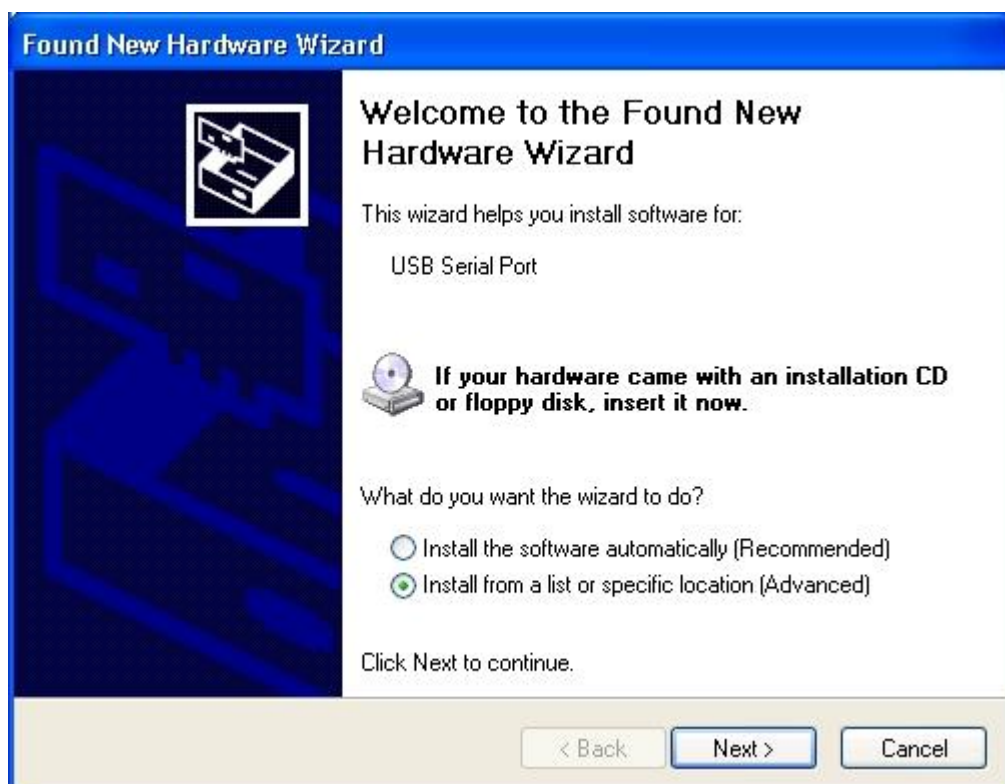 Found New Hardware Wizard
Welcome to the Found New
Hardware Wizard
This wizard helps you install software for:
USB Serial Port
If your hardware came with an installation CD
or floppy disk, insert it now.
What do you want the wizard to do?
Install the software automatically (Recommended)
Install from a list or specific location (Advanced)
Click Next to continue.
< Back
Next >
Cancel